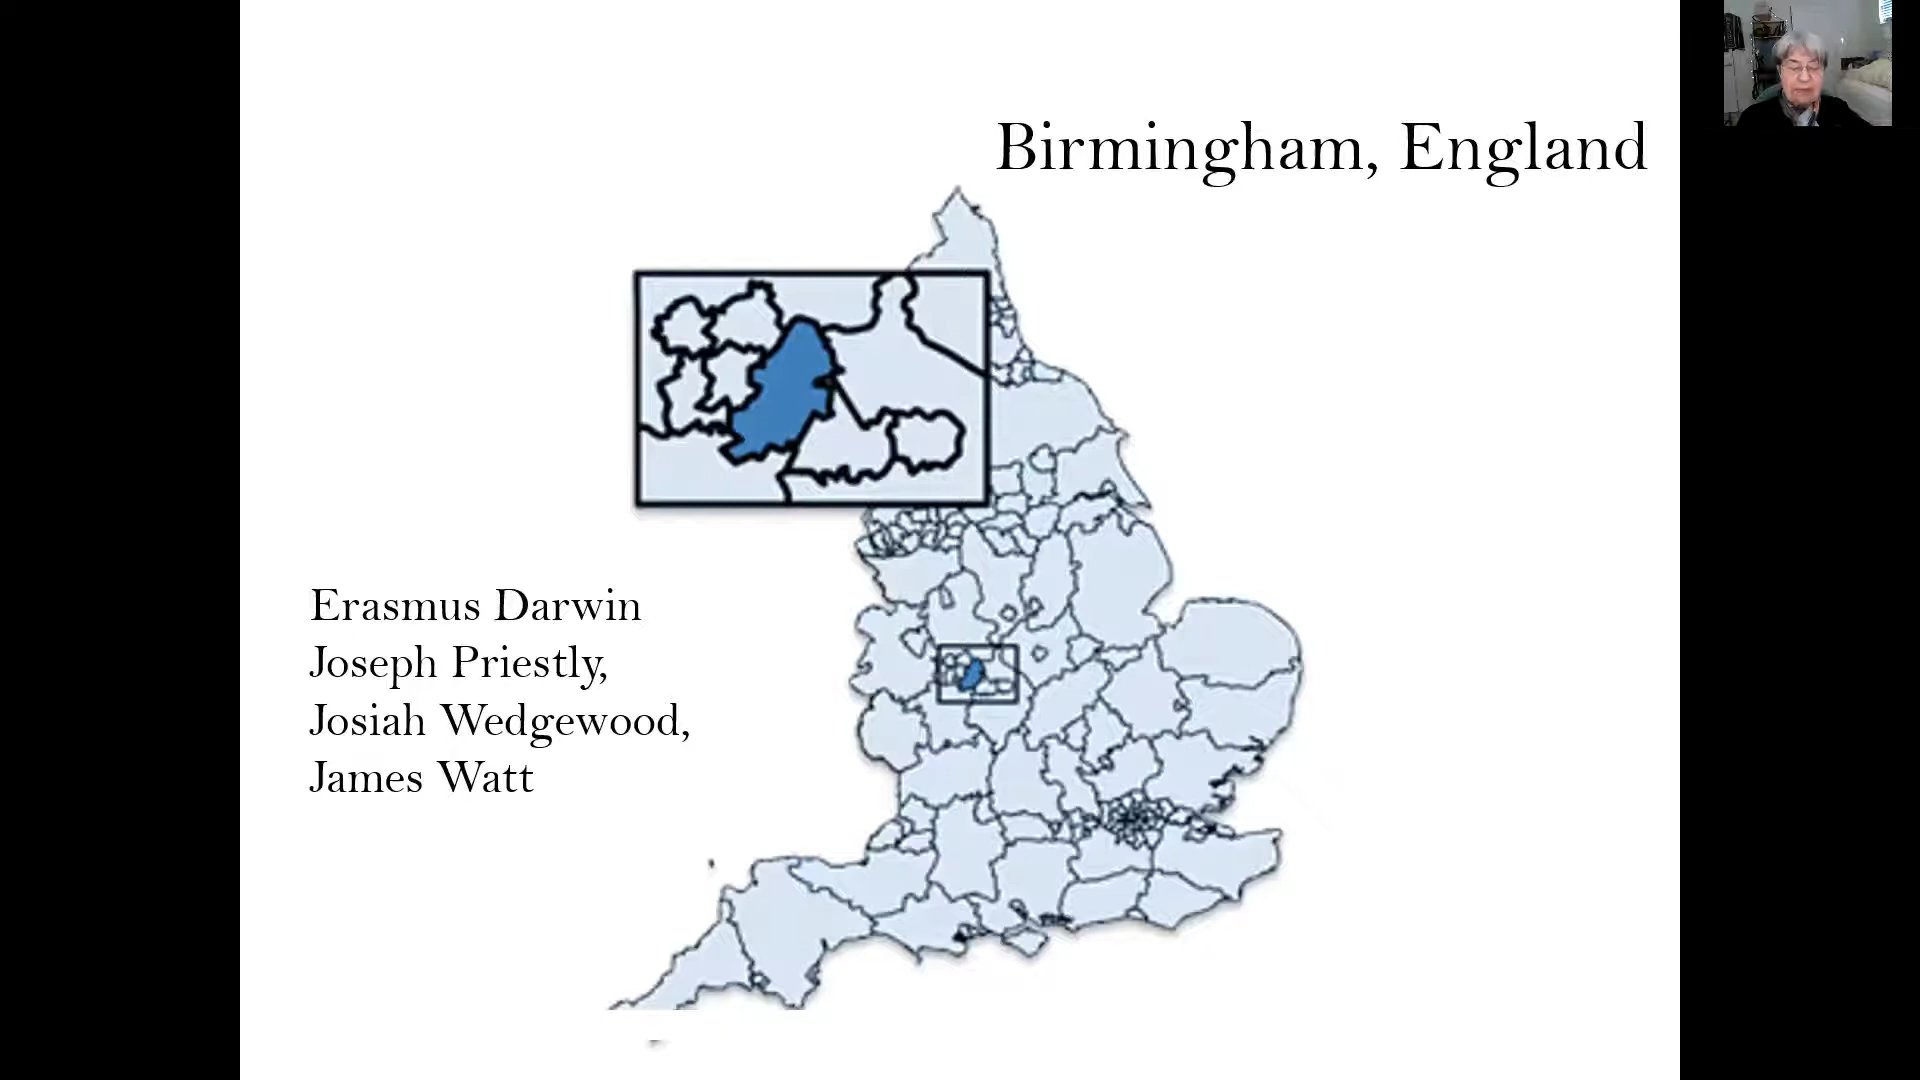 Birmingham, England
Erasmus Darwin
Joseph Priestly,
Josiah Wedgewood,
James Watt